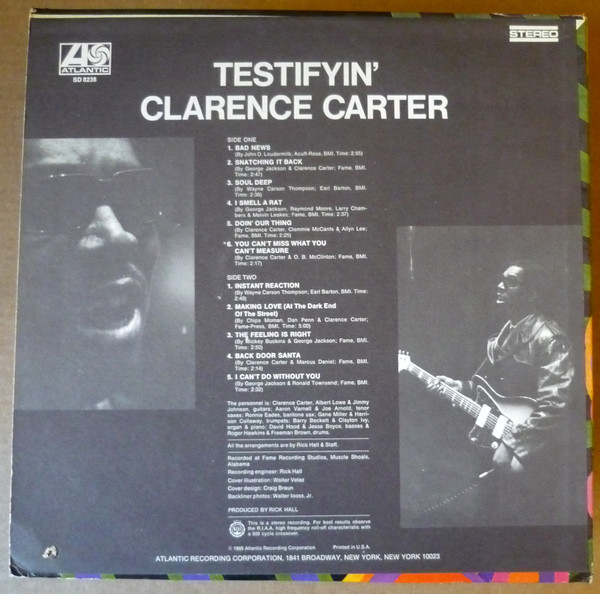 ATLANTIC
SD 8238
STEREO
TESTIFYIN'
CLARENCE CARTER
SIDE ONE
1. BAD NEWS
(By John D. Loudermilk; Acuff-Rose, BMI. Time: 2:55)
2. SNATCHING IT BACK
(By George Jackson & Clarence Carter; Fame, BMI.
Time: 2:47)
3. SOUL DEEP
(By Wayne Carson Thompson; Earl Barton, BMI.
Time: 2:35)
4. I SMELL A RAT
(By George Jackson, Raymond Moore, Larry Cham-
bers & Melvin Leakes; Fame, BMI. Time: 2:37)
5. DOIN' OUR THING
(By Clarence Carter, Clemmie McCants & Allyn Lee;
Fame, BMI. Time: 2:25)
6. YOU CAN'T MISS WHAT YOU
CAN'T MEASURE
(By Clarence Carter & O. B. McClinton; Fame, BMI.
Time: 2:17)
SIDE TWO
1. INSTANT REACTION
(By Wayne Carson Thompson; Earl Barton, BMI. Time:
2:48)
2. MAKING LOVE (At The Dark End
Of The Street)
(By Chips Moman, Dan Penn & Clarence Carter;
Fame-Press, BMI. Time: 5:00)
3. THE FEELING IS RIGHT
(By Mickey Buckins & George Jackson; Fame, BMI.
Time: 2:50)
4. BACK DOOR SANTA
(By Clarence Carter & Marcus Daniel; Fame, BMI.
Time: 2:14)
5. I CAN'T DO WITHOUT YOU
(By George Jackson & Ronald Townsend; Fame, BMI.
Time: 2:32)
The personnel is: Clarence Carter, Albert Lowe & Jimmy
Johnson, guitars; Aaron Varnell & Joe Arnold, tenor
saxes; Ronnie Eades, baritone sax; Gene Miller & Harri-
son Calloway, trumpets; Barry Beckett & Clayton Ivy,
organ & piano; David Hood & Jesse Boyce, basses &
Roger Hawkins & Freeman Brown, drums.
All the arrangements are by Rick Hall & Staff.
Recorded at Fame Recording Studios, Muscle Shoals,
Alabama
Recording engineer: Rick Hall
Cover illustration: Walter Velez
Cover design: Craig Braun
Backliner photos: Walter Iooss, Jr.
PRODUCED BY RICK HALL
This is a stereo recording. For best results observe
the R.I.A.A. high frequency roll-off characteristic with
a 500 cycle crossover.
© 1969 Atlantic Recording Corporation Printed in U.S.A.
ATLANTIC RECORDING CORPORATION, 1841 BROADWAY, NEW YORK, NEW YORK 10023